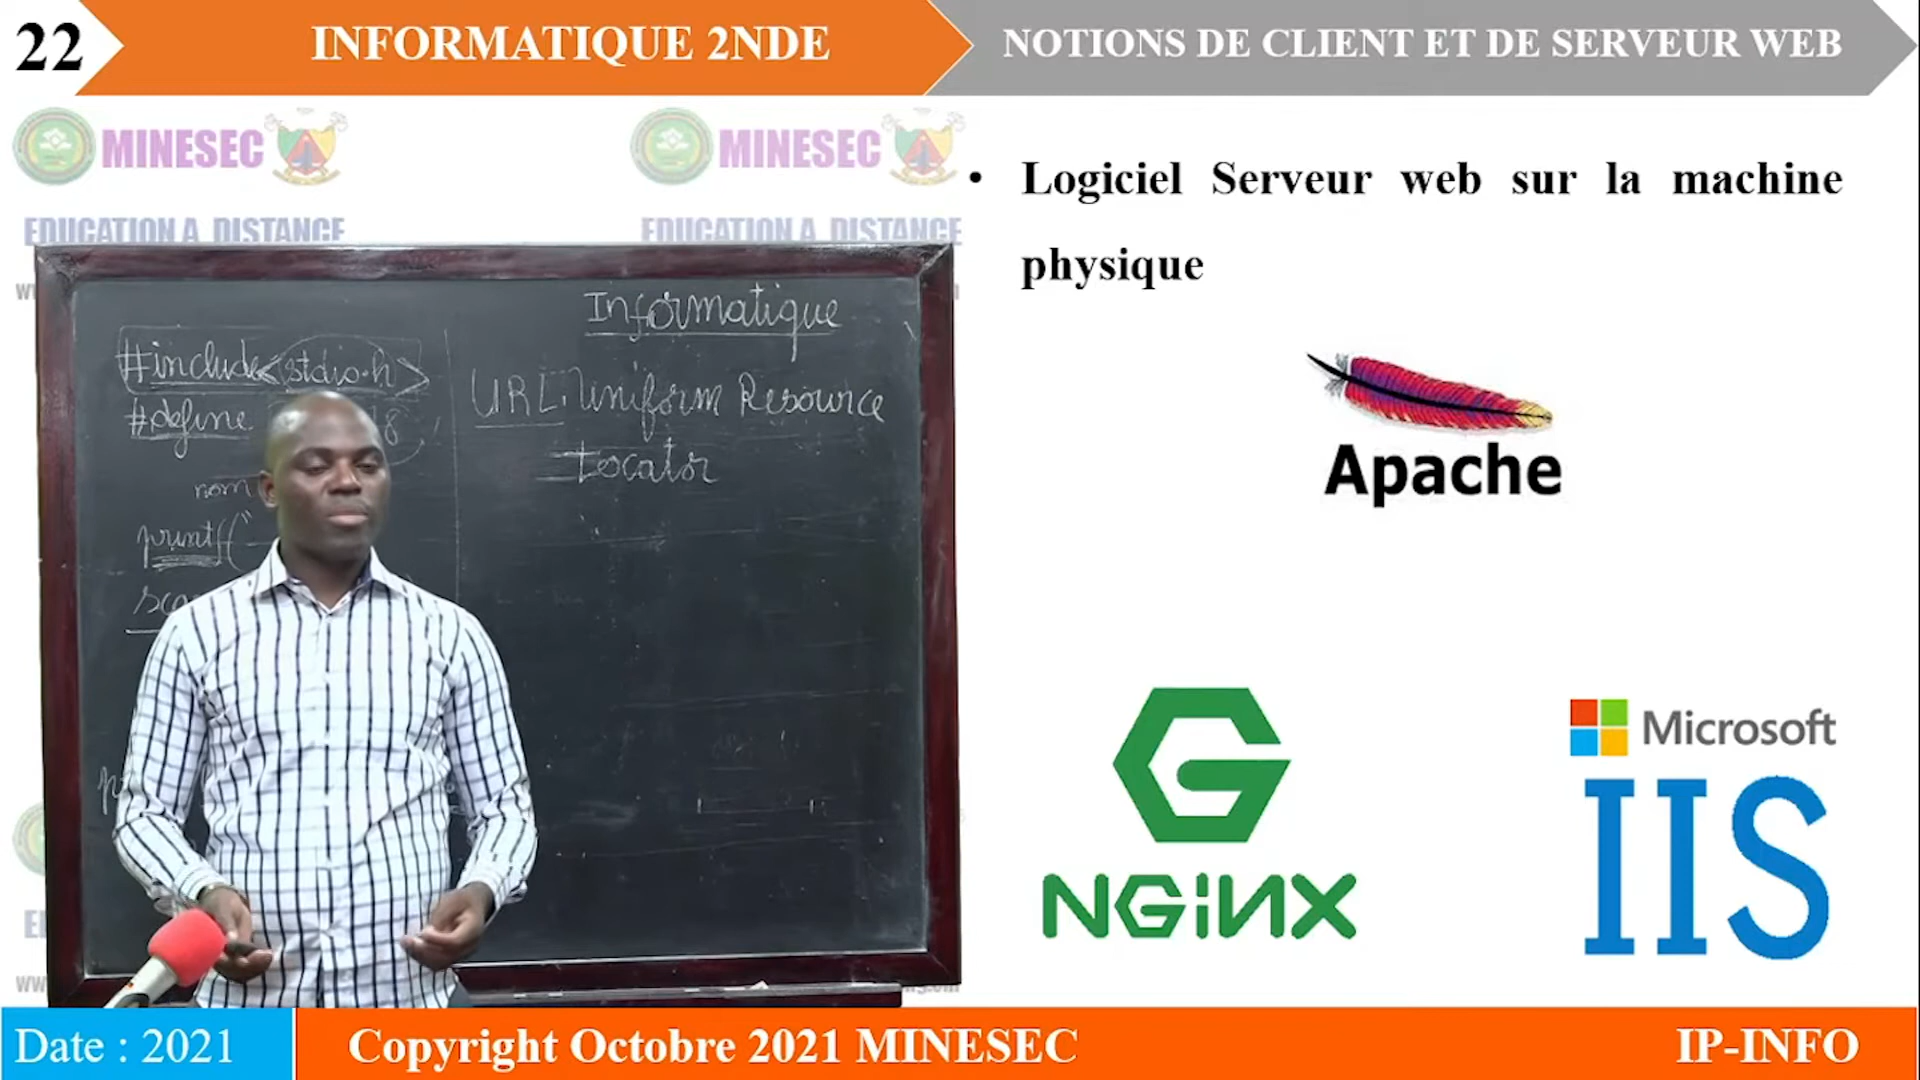 22
INFORMATIQUE 2NDE
NOTIONS DE CLIENT ET DE SERVEUR WEB
MINESEC
MINESEC
EDUCATION A DISTANCE
EDUCATION A DISTANCE
• Logiciel Serveur web sur la machine
physique
Informatique
#include<stdio.h>
#define
8
URL: Uniform Resource
Locator
nom
printf("
Apache
NGiNX
Microsoft
IIS
Date : 2021
Copyright Octobre 2021 MINESEC
IP-INFO